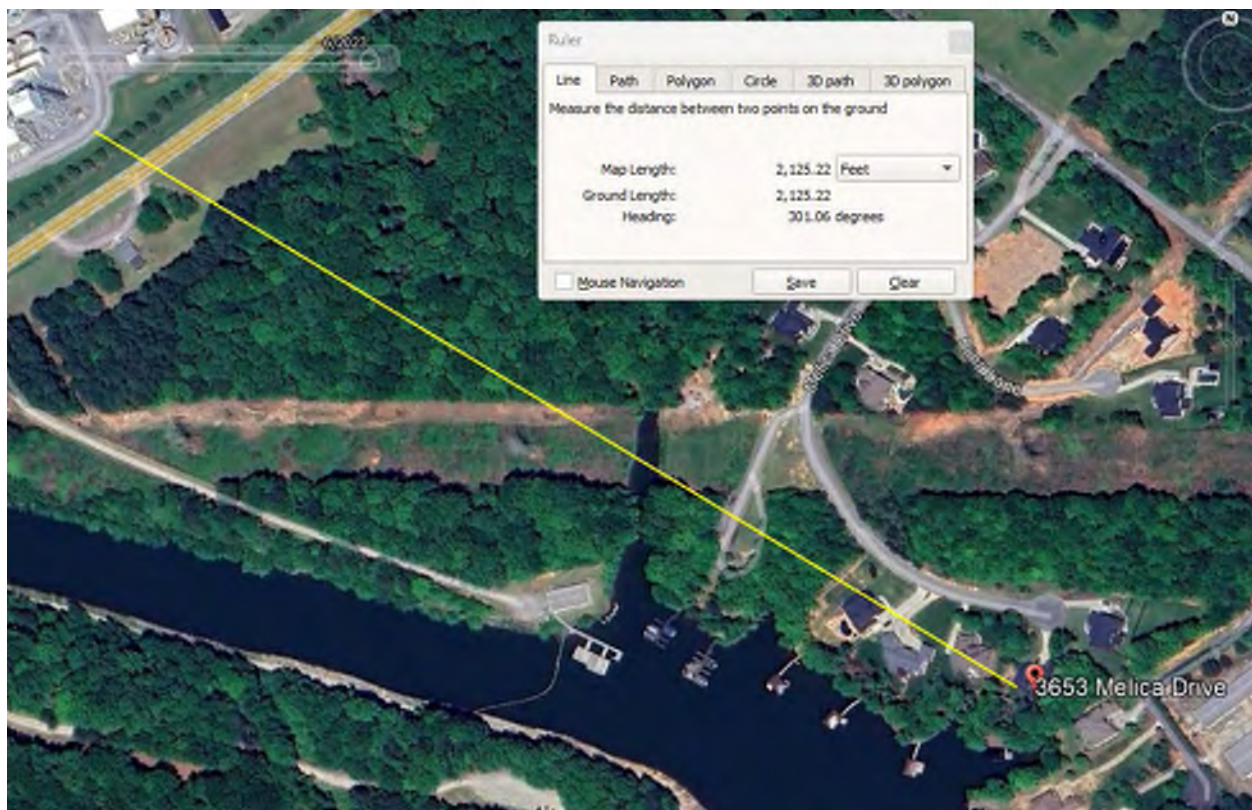 N
Ruler
Line Path Polygon Circle 3D path 3D polygon
Measure the distance between two points on the ground
Map Length: 2,125.22 Feet
Ground Length: 2,125.22
Heading: 301.06 degrees
Mouse Navigation Save Clear
3653 Melica Drive